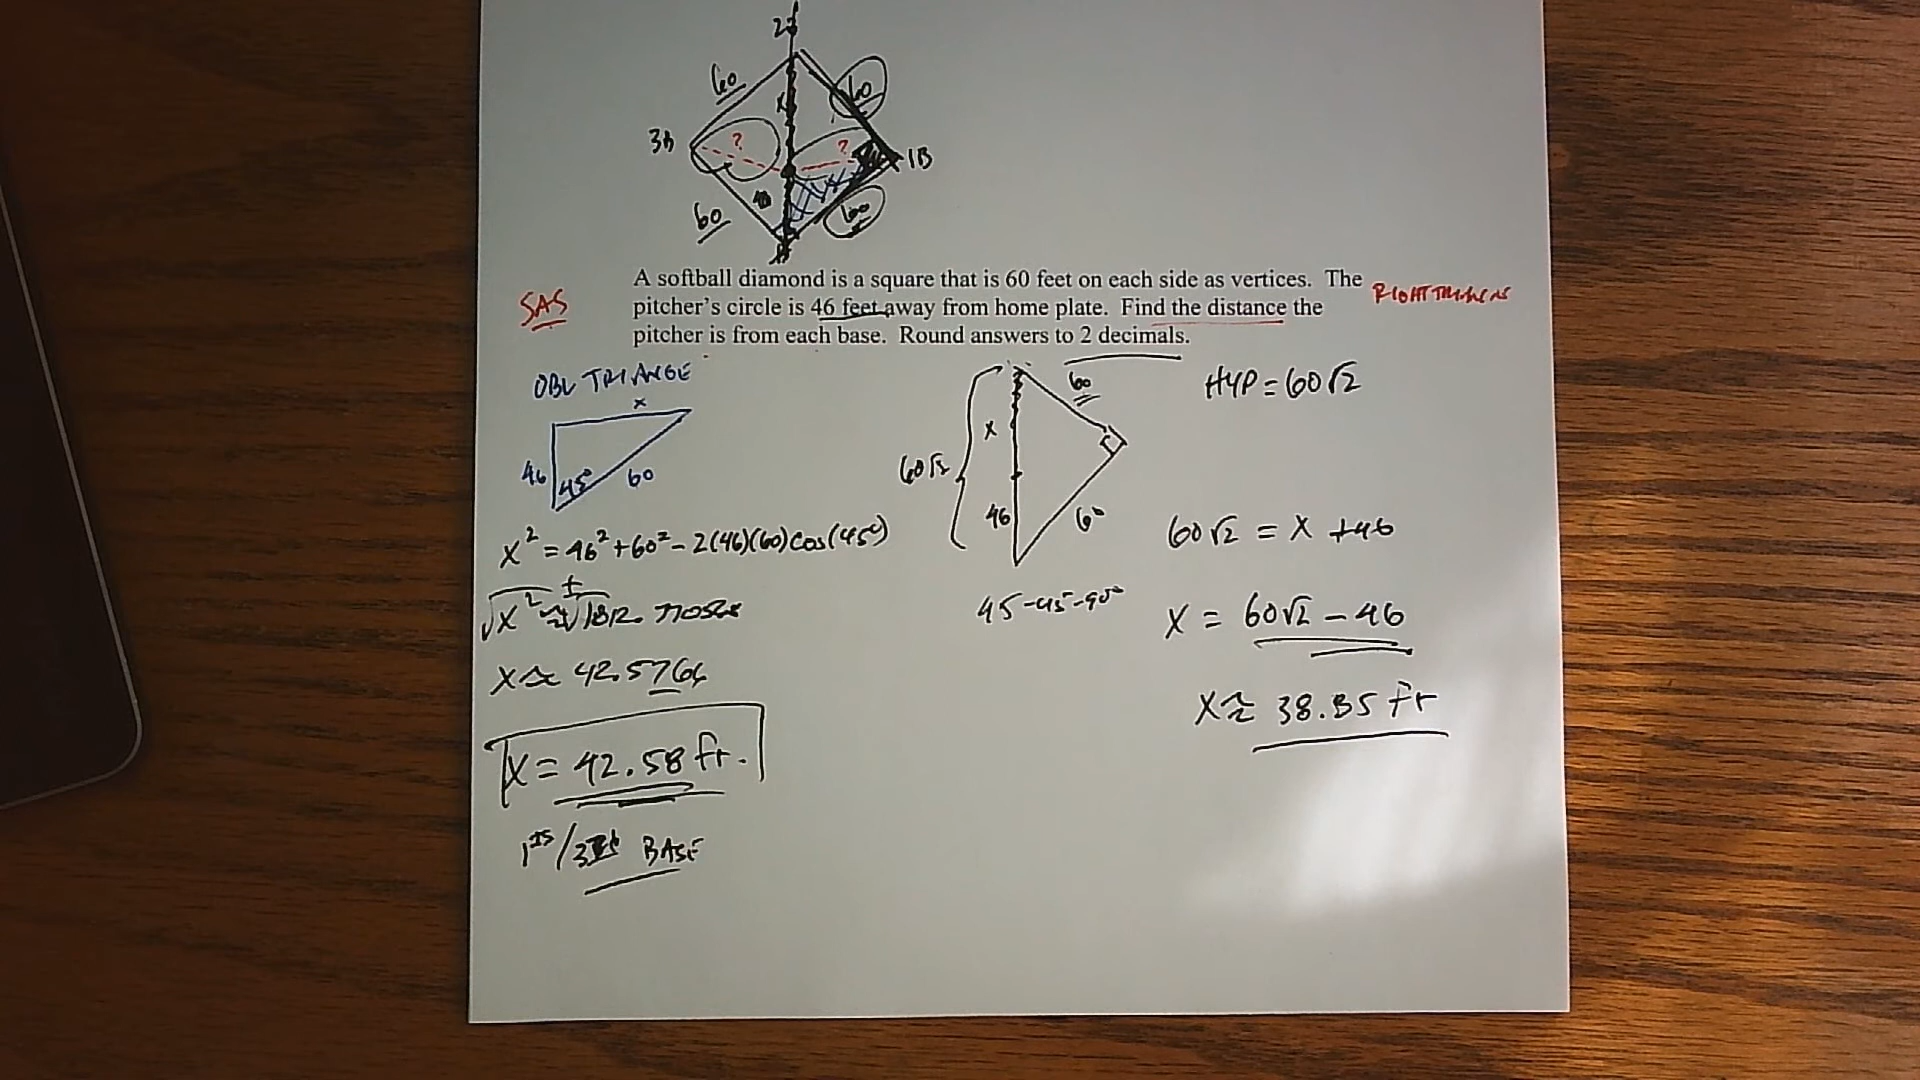 2B
60
60
x
3B
?
?
1B
60
60
A softball diamond is a square that is 60 feet on each side as vertices. The
pitcher's circle is 46 feet away from home plate. Find the distance the
pitcher is from each base. Round answers to 2 decimals.
SAS
RIGHT
OBL TRIANGE
x
46
45°
60
x² = 46² + 60² - 2(46)(60)cos(45°)
x ≈ 42.5764
x = 42.58 ft.
1st/3rd BASE
60
x
60√2
46
60
45-45-90°
HYP = 60√2
60√2 = x + 46
x = 60√2 - 46
x ≈ 38.85 ft